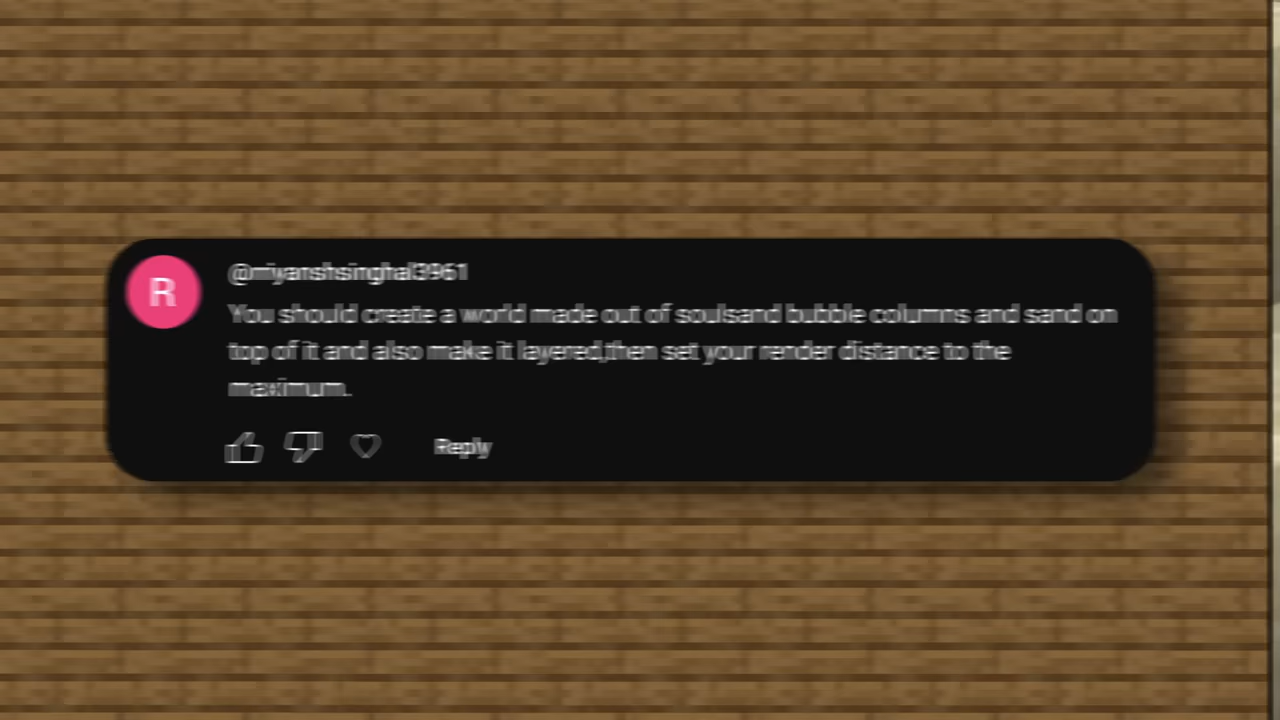 R
@riyanshsinghal3961
You should create a world made out of soulsand bubble columns and sand on
top of it and also make it layered,then set your render distance to the
maximum.
Reply